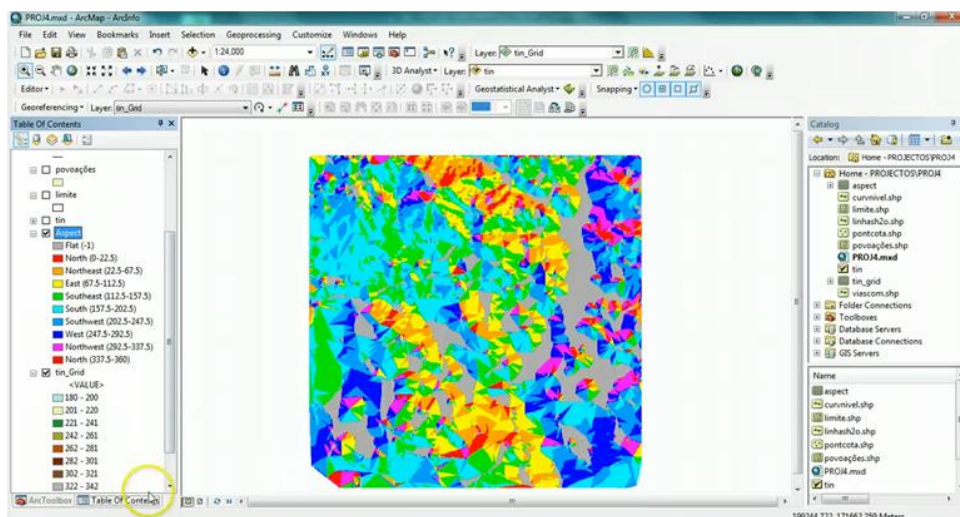 PROJ4.mxd - ArcMap - ArcInfo
File Edit View Bookmarks Insert Selection Geoprocessing Customize Windows Help
1:24,000 Layer: tin_Grid
3D Analyst Layer: tin
Editor Geostatistical Analyst Snapping
Georeferencing Layer: tin_Grid
Table Of Contents
povoações
limite
tin
Aspect
Flat (-1)
North (0-22.5)
Northeast (22.5-67.5)
East (67.5-112.5)
Southeast (112.5-157.5)
South (157.5-202.5)
Southwest (202.5-247.5)
West (247.5-292.5)
Northwest (292.5-337.5)
North (337.5-360)
tin_Grid
<VALUE>
180 - 200
201 - 220
221 - 241
242 - 261
262 - 281
282 - 301
302 - 321
322 - 342
ArcToolbox Table Of Contents
Catalog
Location: Home - PROJECTOS\PROJ4
Home - PROJECTOS\PROJ4
aspect
curvnivel.shp
limite.shp
linhash2o.shp
pontcota.shp
povoações.shp
PROJ4.mxd
tin
tin_grid
viascom.shp
Folder Connections
Toolboxes
Database Servers
Database Connections
GIS Servers
Name
aspect
curvnivel.shp
limite.shp
linhash2o.shp
pontcota.shp
povoações.shp
PROJ4.mxd
tin